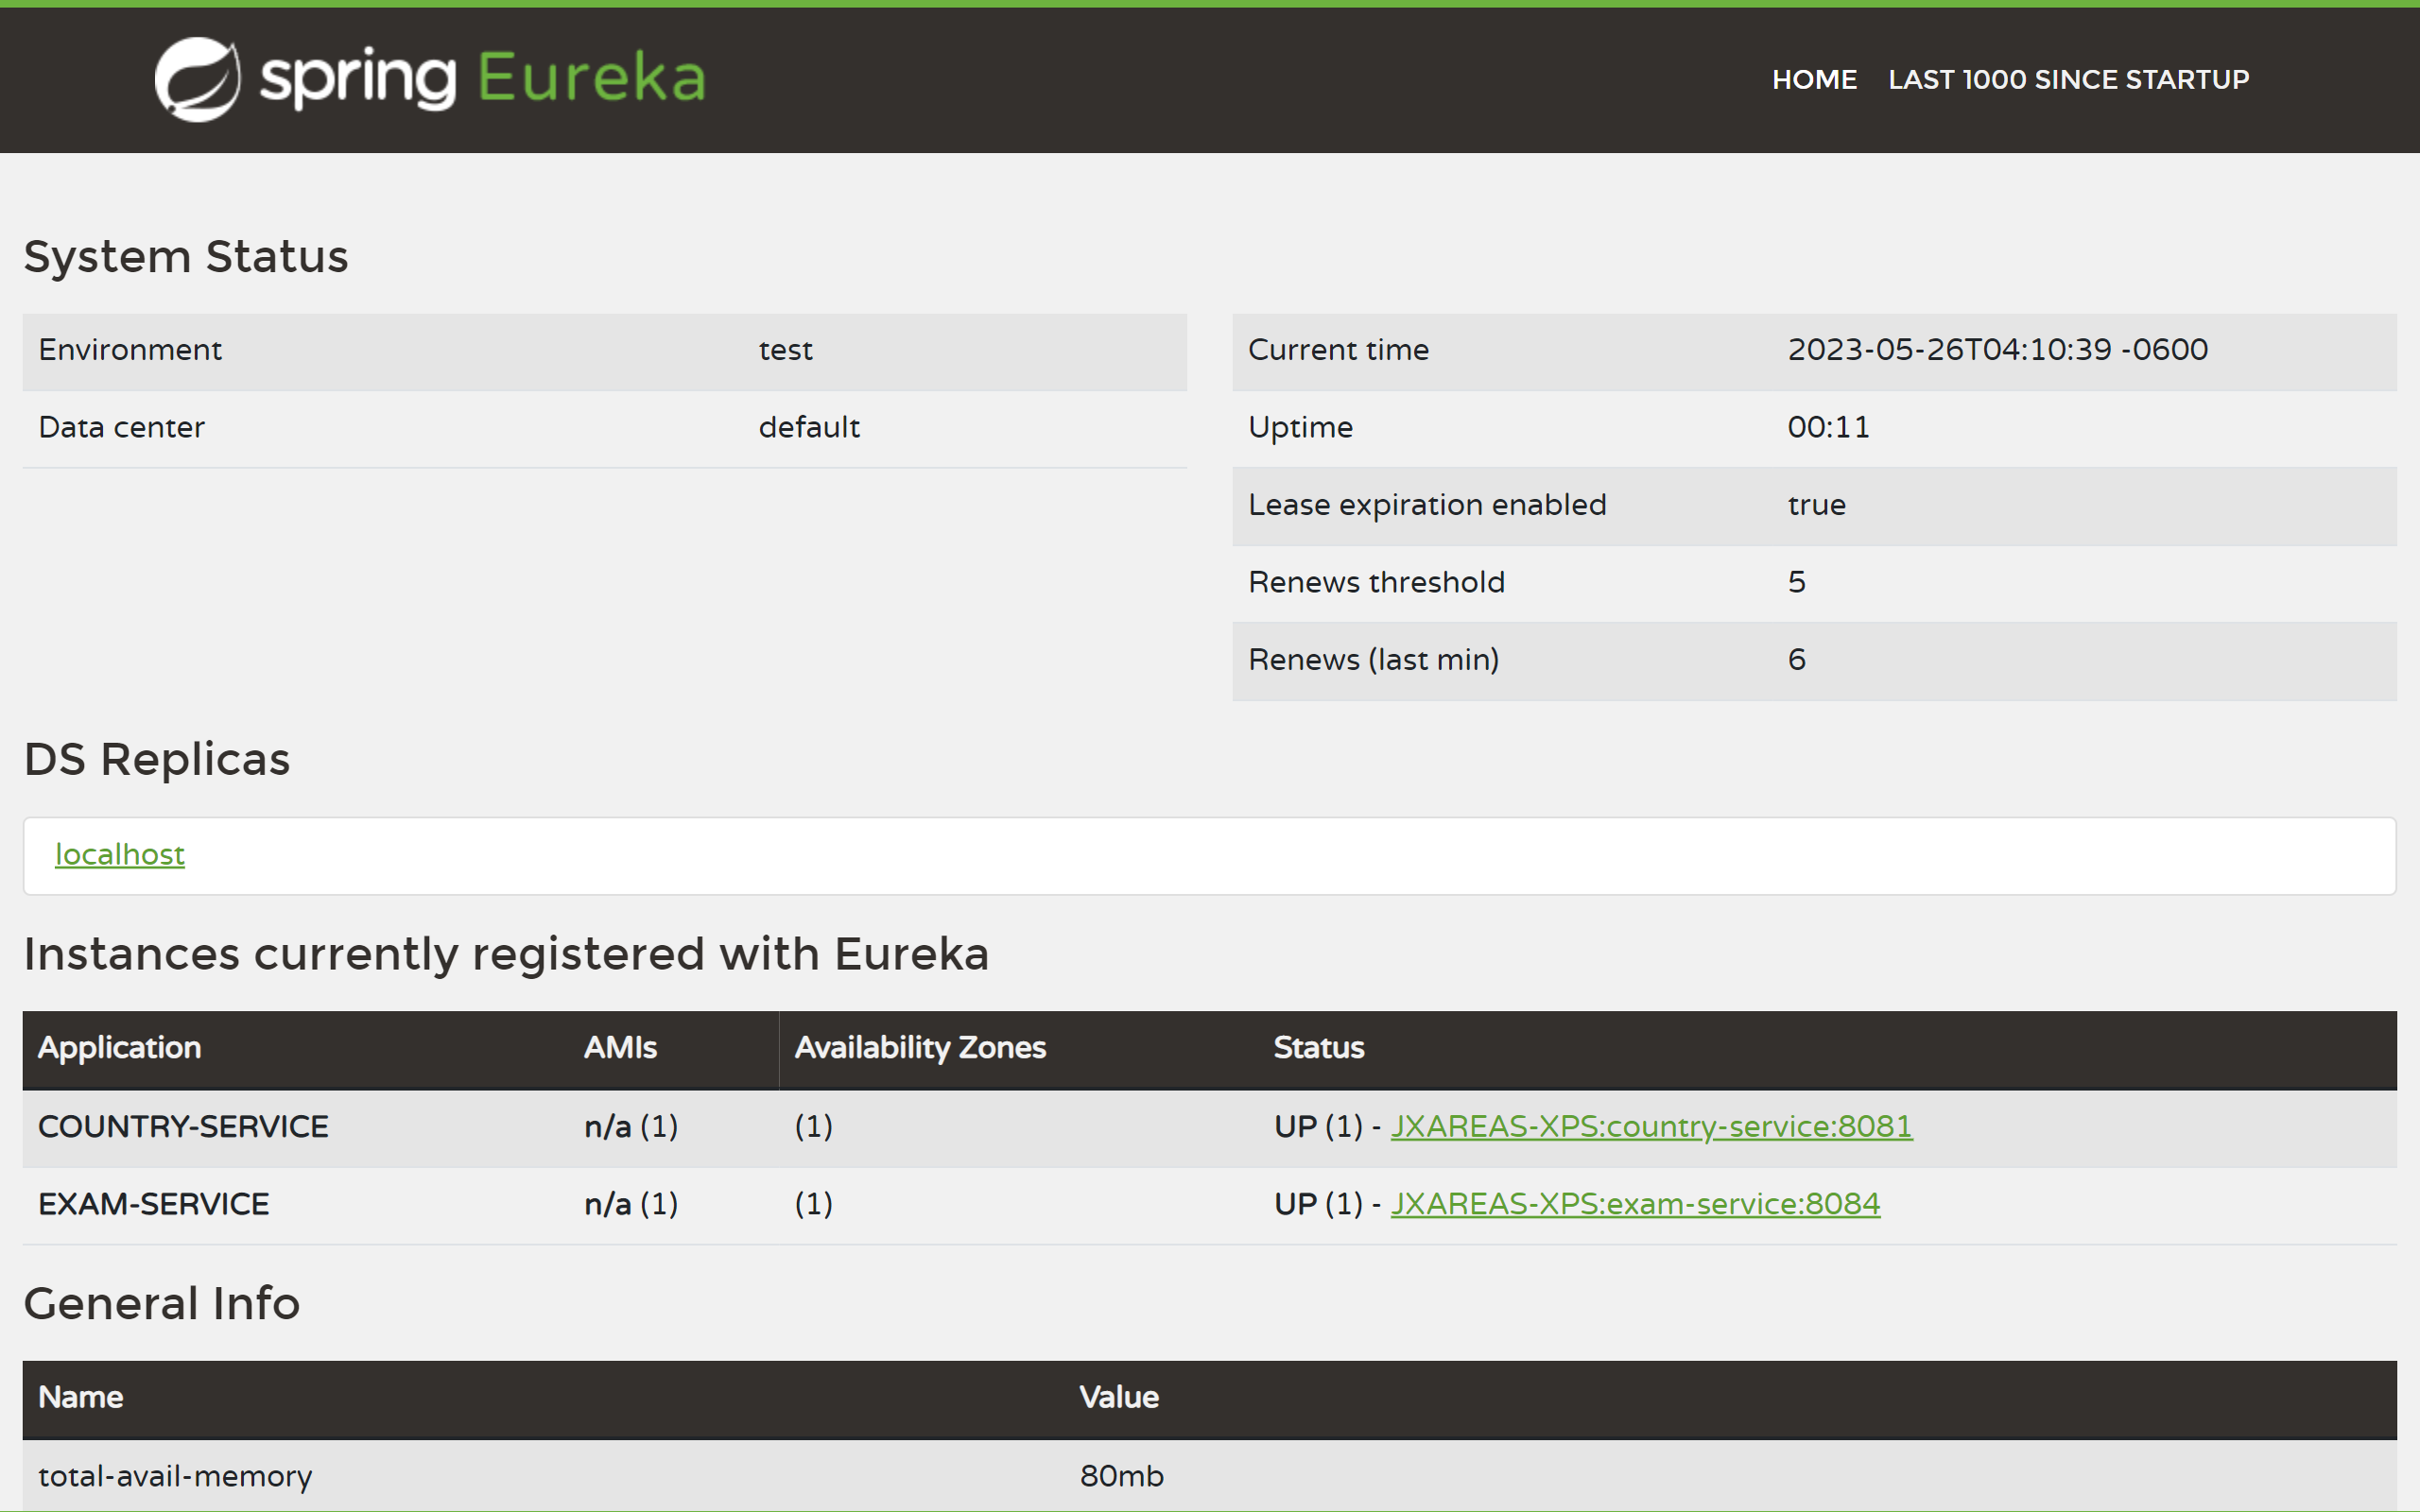 spring Eureka
HOME LAST 1000 SINCE STARTUP
System Status
Environment test
Data center default
Current time 2023-05-26T04:10:39 -0600
Uptime 00:11
Lease expiration enabled true
Renews threshold 5
Renews (last min) 6
DS Replicas
localhost
Instances currently registered with Eureka
Application AMIs Availability Zones Status
COUNTRY-SERVICE n/a (1) (1) UP (1) - JXAREAS-XPS:country-service:8081
EXAM-SERVICE n/a (1) (1) UP (1) - JXAREAS-XPS:exam-service:8084
General Info
Name Value
total-avail-memory 80mb